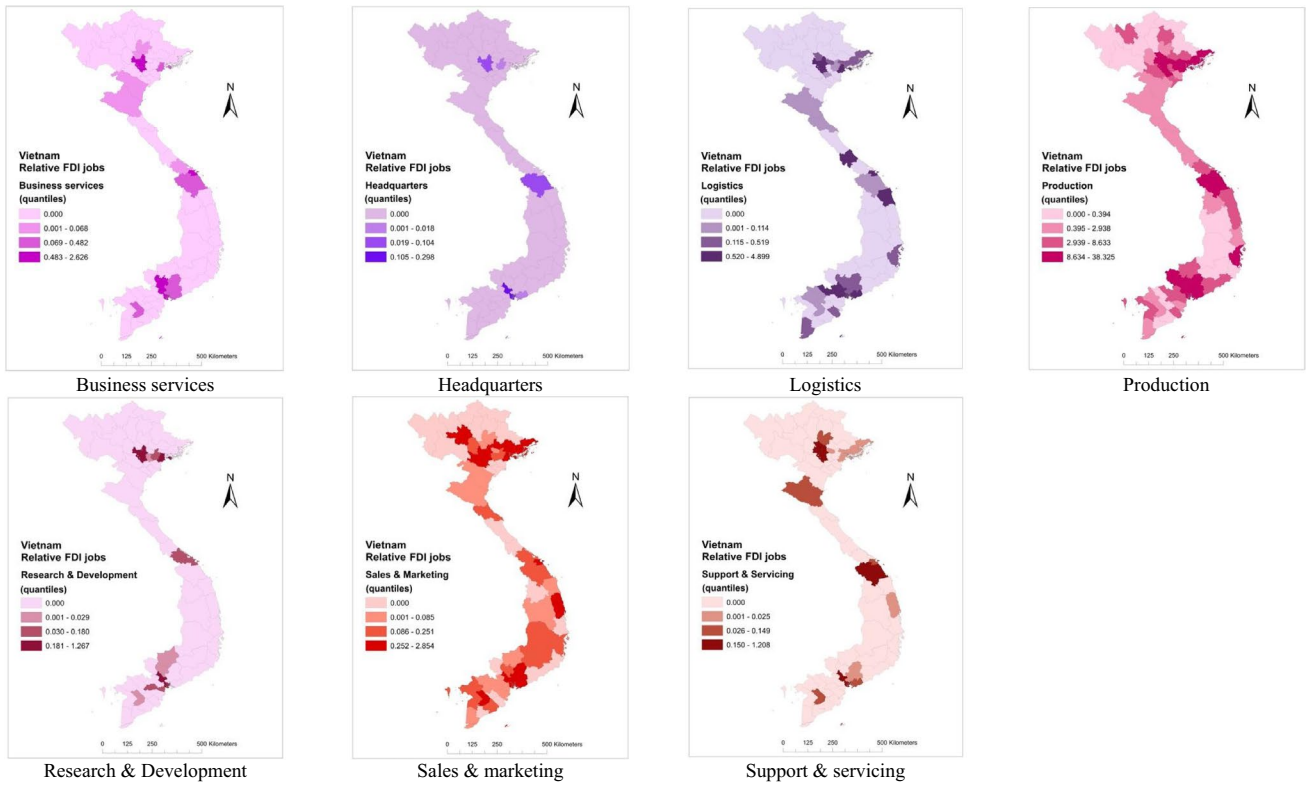 N
Vietnam
Relative FDI jobs
Business services
(quantiles)
0.000
0.001 - 0.068
0.069 - 0.482
0.483 - 2.626
0 125 250 500 Kilometers
Business services
N
Vietnam
Relative FDI jobs
Headquarters
(quantiles)
0.000
0.001 - 0.018
0.019 - 0.104
0.105 - 0.298
0 125 250 500 Kilometers
Headquarters
N
Vietnam
Relative FDI jobs
Logistics
(quantiles)
0.000
0.001 - 0.114
0.115 - 0.519
0.520 - 4.899
0 125 250 500 Kilometers
Logistics
N
Vietnam
Relative FDI jobs
Production
(quantiles)
0.000 - 0.394
0.395 - 2.938
2.939 - 8.633
8.634 - 38.325
0 125 250 500 Kilometers
Production
N
Vietnam
Relative FDI jobs
Research & Development
(quantiles)
0.000
0.001 - 0.029
0.030 - 0.180
0.181 - 1.267
0 125 250 500 Kilometers
Research & Development
N
Vietnam
Relative FDI jobs
Sales & Marketing
(quantiles)
0.000
0.001 - 0.085
0.086 - 0.251
0.252 - 2.854
0 125 250 500 Kilometers
Sales & marketing
N
Vietnam
Relative FDI jobs
Support & Servicing
(quantiles)
0.000
0.001 - 0.025
0.026 - 0.149
0.150 - 1.208
0 125 250 500 Kilometers
Support & servicing